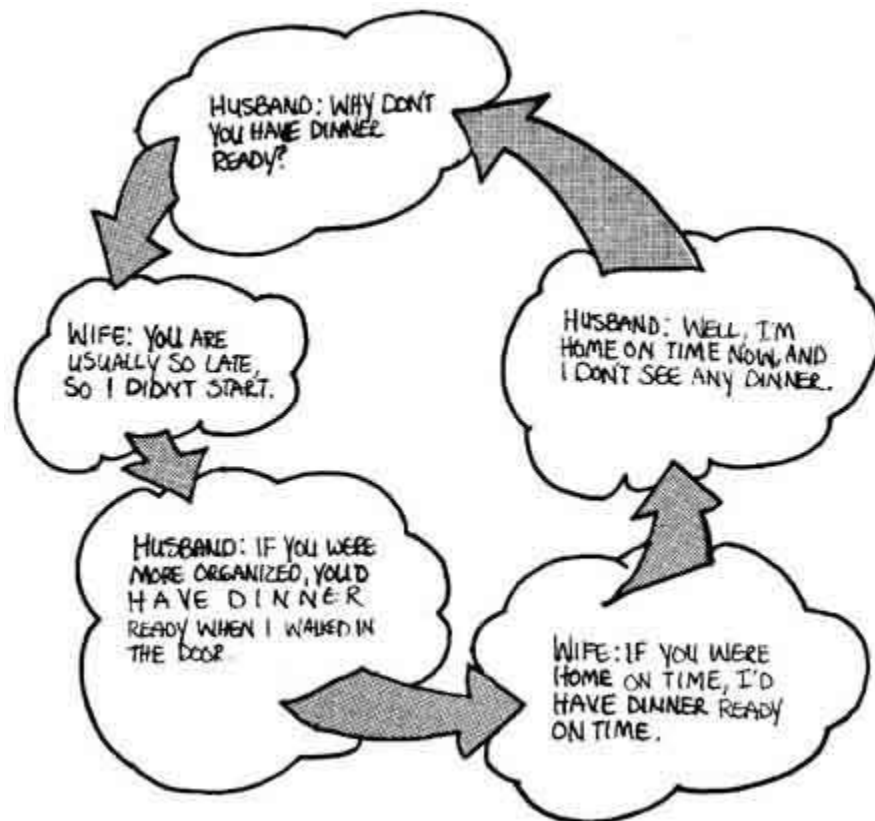 HUSBAND: WHY DON'T
YOU HAVE DINNER
READY?
WIFE: YOU ARE
USUALLY SO LATE,
SO I DIDN'T START.
HUSBAND: IF YOU WERE
MORE ORGANIZED, YOU'D
HAVE DINNER
READY WHEN I WALKED IN
THE DOOR.
WIFE: IF YOU WERE
HOME ON TIME, I'D
HAVE DINNER READY
ON TIME.
HUSBAND: WELL, I'M
HOME ON TIME NOW, AND
I DON'T SEE ANY DINNER.